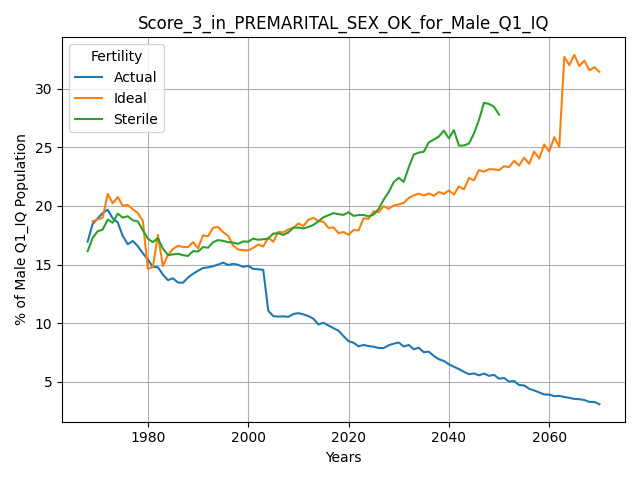 Score_3_in_PREMARITAL_SEX_OK_for_Male_Q1_IQ
Fertility
Actual
Ideal
Sterile
% of Male Q1_IQ Population
30
25
20
15
10
5
1980 2000 2020 2040 2060
Years